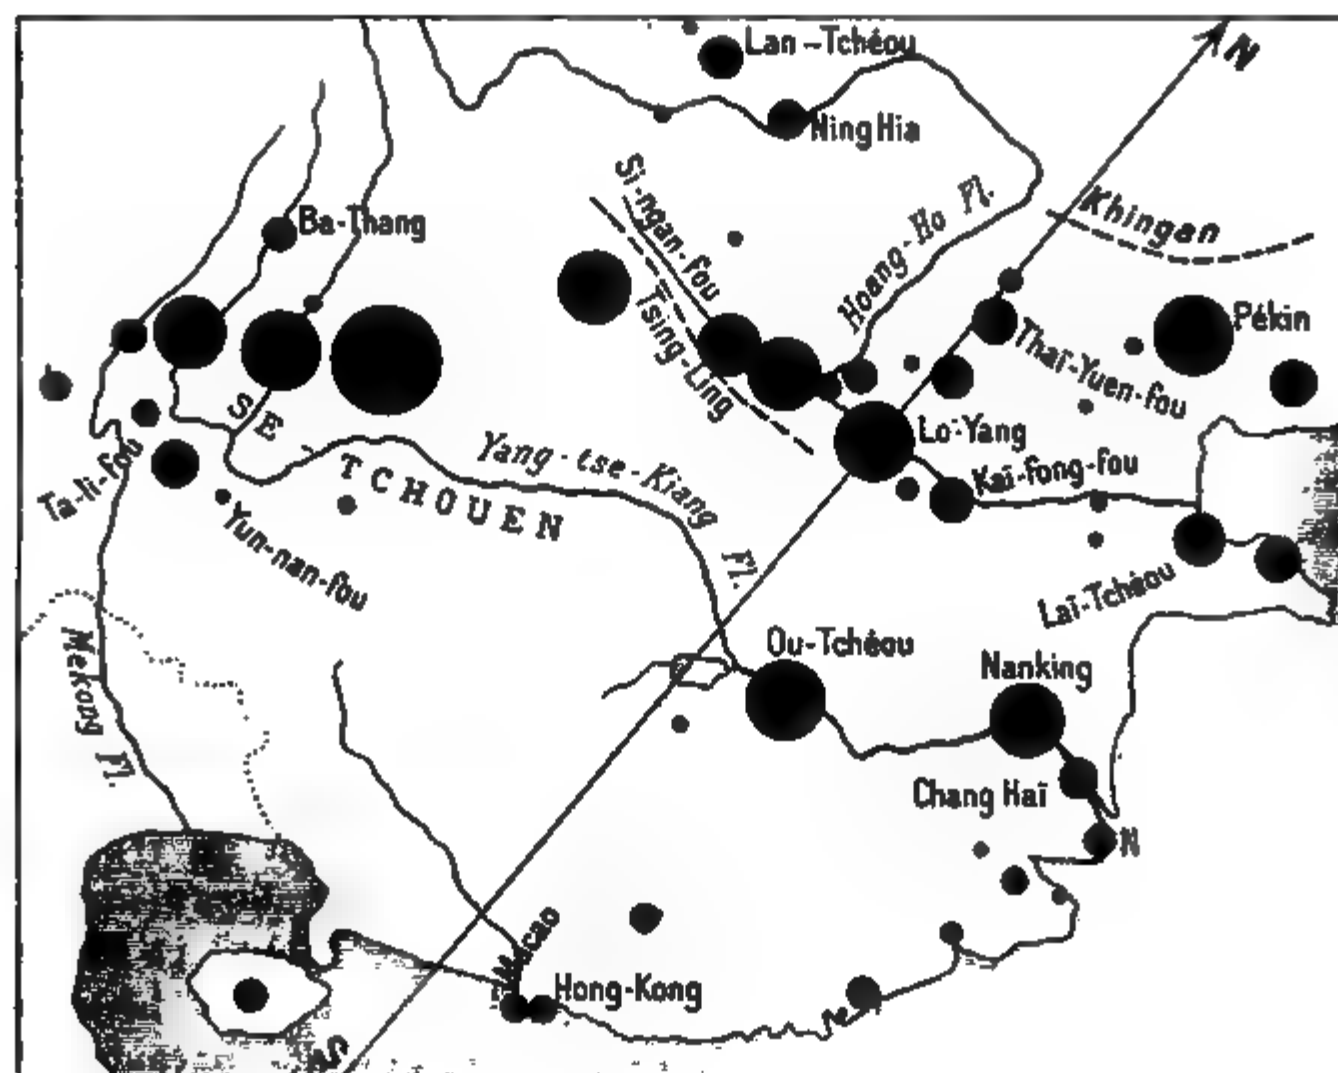 Lan-Tchéou
N
Ning Hia
Si-ngan-fou
Khingan
Hoang-Ho Fl.
Ba-Thang
Tsing-Ling
Pékin
Thaï-Yuen-fou
SE-TCHOUEN
Lo-Yang
Yang-tse-Kiang Fl.
Kaï-fong-fou
Ta-li-fou
Yun-nan-fou
Laï-Tchéou
Mekong Fl.
Ou-Tchéou
Nanking
Chang Haï
N
Macao
Hong-Kong
S